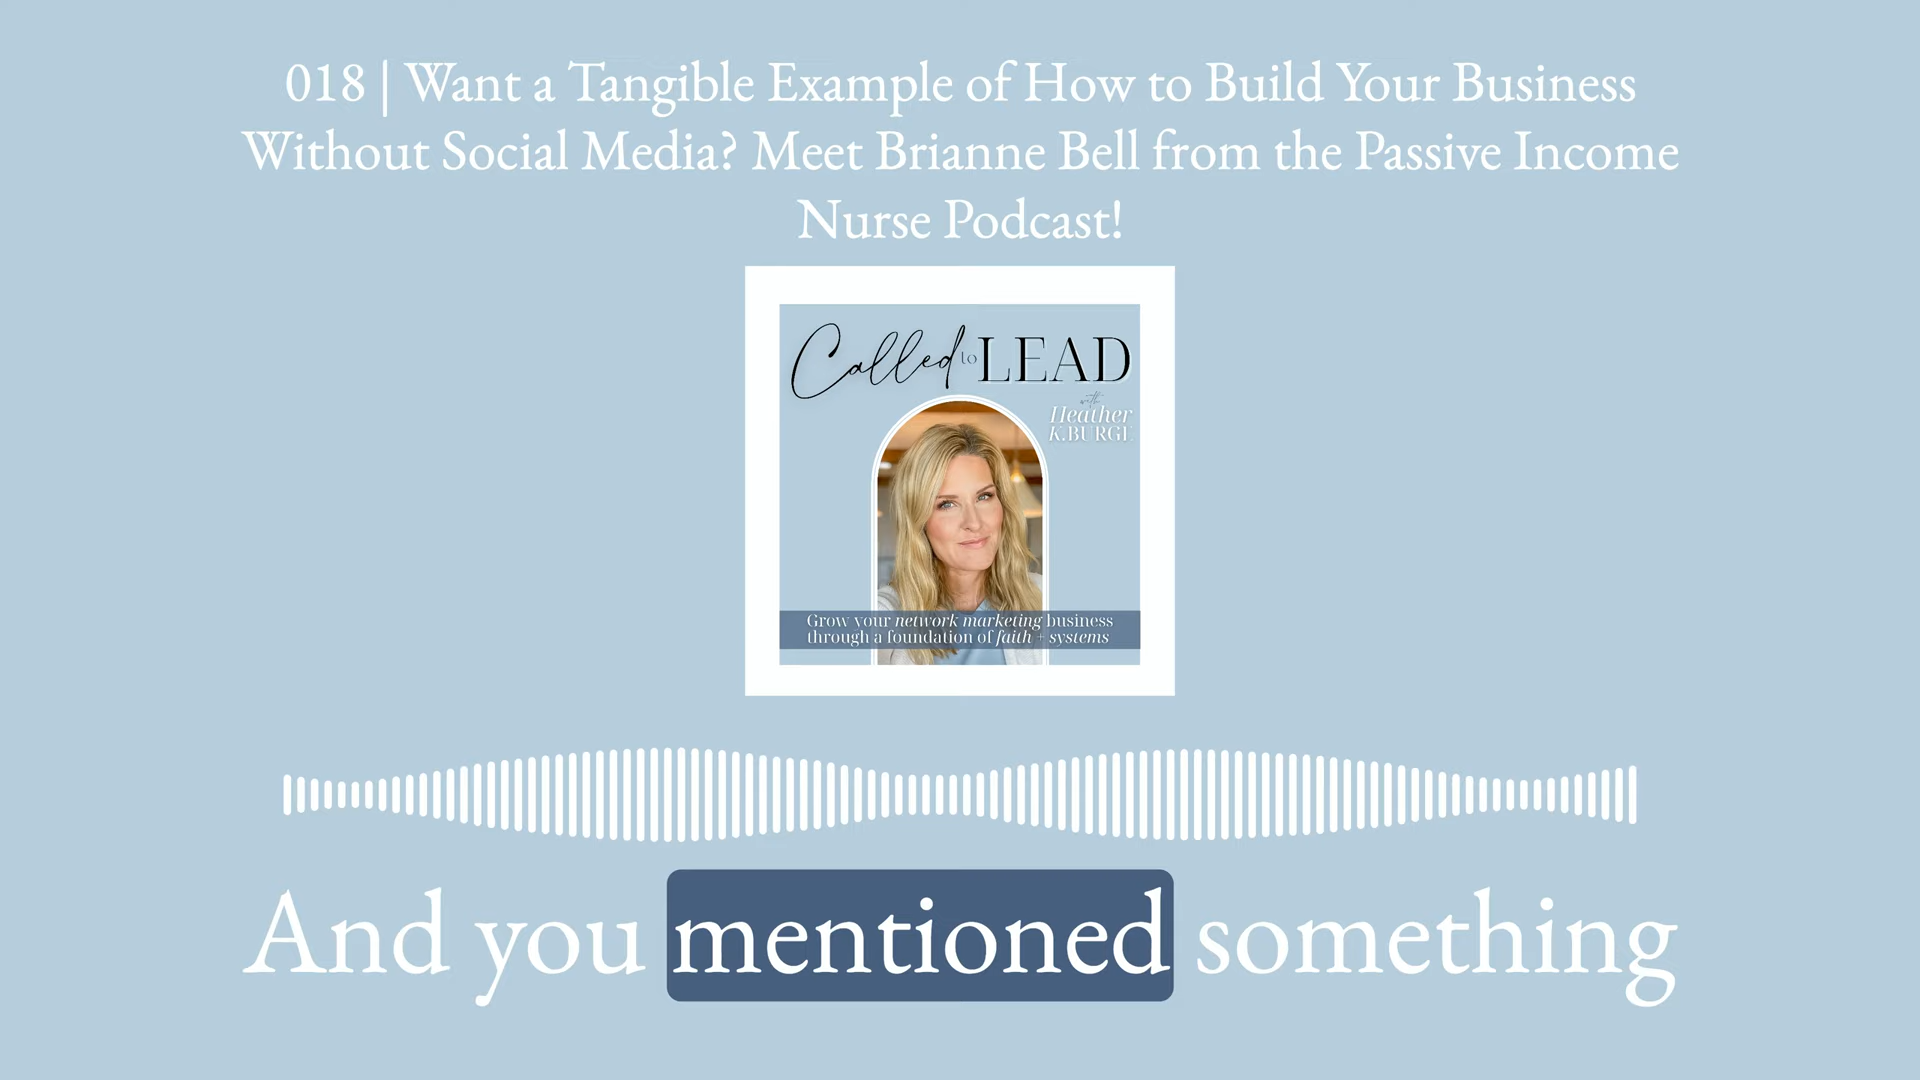 018 | Want a Tangible Example of How to Build Your Business
Without Social Media? Meet Brianne Bell from the Passive Income
Nurse Podcast!
Called to LEAD
with
Heather
K.BURGE
Grow your network marketing business
through a foundation of faith + systems
And you mentioned something